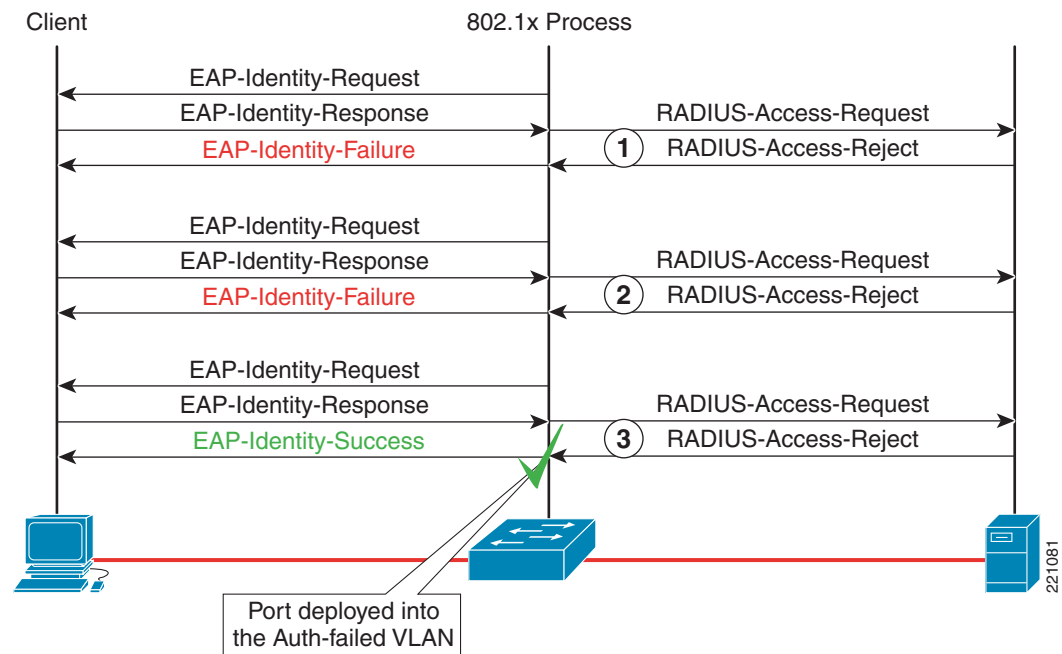 Client
802.1x Process
EAP-Identity-Request
EAP-Identity-Response
RADIUS-Access-Request
EAP-Identity-Failure
1
RADIUS-Access-Reject
EAP-Identity-Request
EAP-Identity-Response
RADIUS-Access-Request
EAP-Identity-Failure
2
RADIUS-Access-Reject
EAP-Identity-Request
EAP-Identity-Response
RADIUS-Access-Request
EAP-Identity-Success
3
RADIUS-Access-Reject
221081
Port deployed into
the Auth-failed VLAN